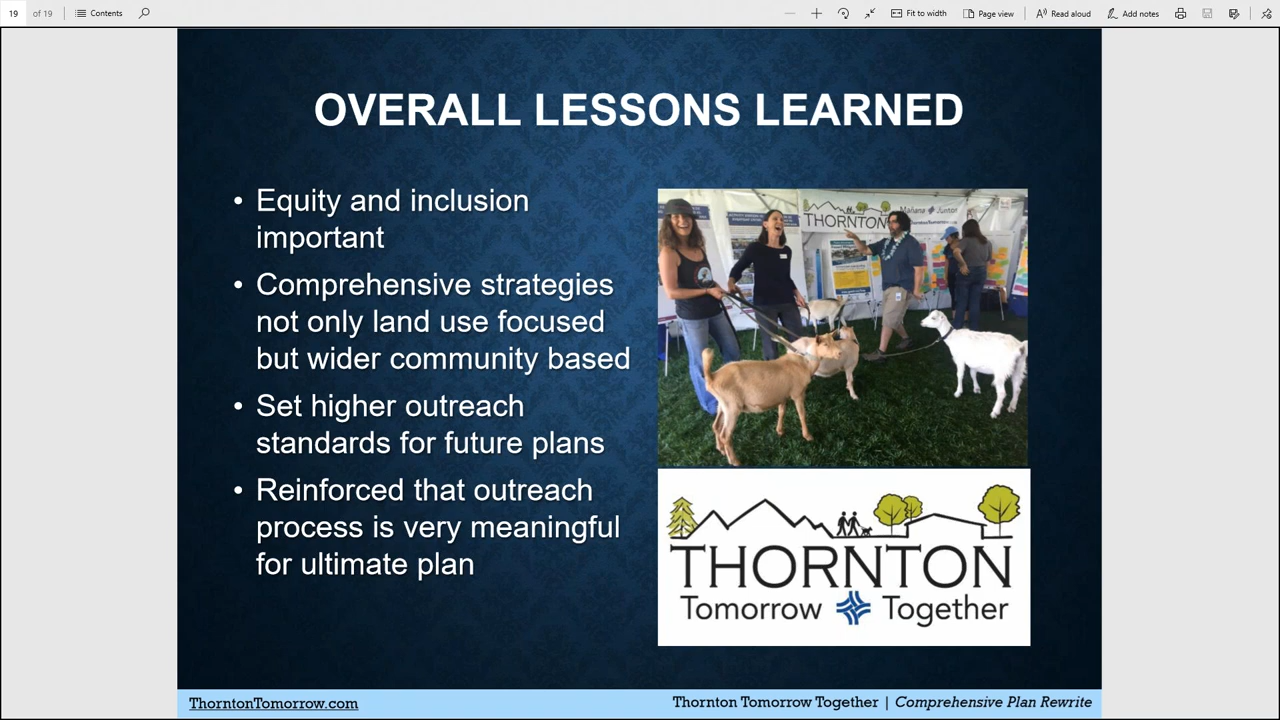 19 of 19 Contents Fit to width Page view Read aloud Add notes
OVERALL LESSONS LEARNED
• Equity and inclusion
important
• Comprehensive strategies
not only land use focused
but wider community based
• Set higher outreach
standards for future plans
• Reinforced that outreach
process is very meaningful
for ultimate plan
THORNTON
Mañana Juntos
THORNTON
Tomorrow Together
ThorntonTomorrow.com
Thornton Tomorrow Together | Comprehensive Plan Rewrite